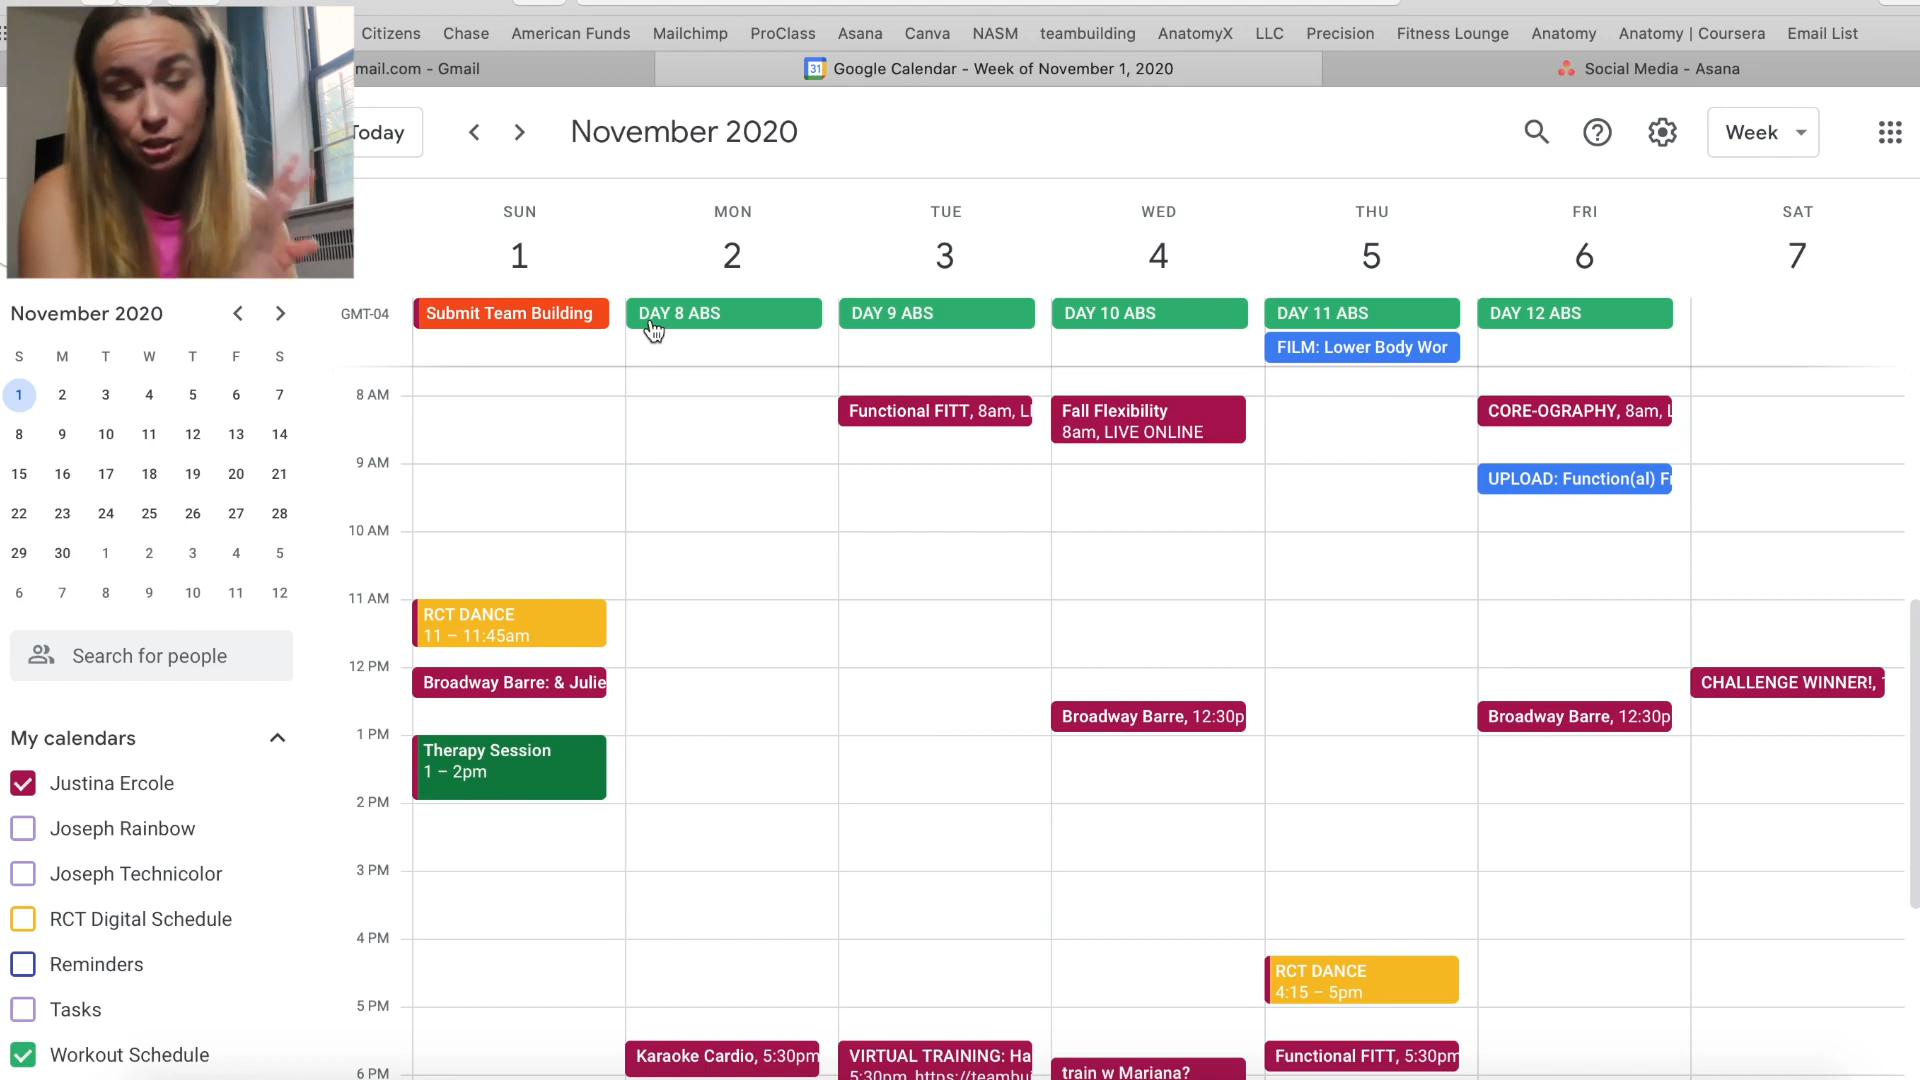 Citizens Chase American Funds Mailchimp ProClass Asana Canva NASM teambuilding AnatomyX LLC Precision Fitness Lounge Anatomy Anatomy | Coursera Email List
mail.com - Gmail
31 Google Calendar - Week of November 1, 2020
Social Media - Asana
Today
November 2020
Week
SUN MON TUE WED THU FRI SAT
1 2 3 4 5 6 7
November 2020
S M T W T F S
1 2 3 4 5 6 7
8 9 10 11 12 13 14
15 16 17 18 19 20 21
22 23 24 25 26 27 28
29 30 1 2 3 4 5
6 7 8 9 10 11 12
Search for people
My calendars
Justina Ercole
Joseph Rainbow
Joseph Technicolor
RCT Digital Schedule
Reminders
Tasks
Workout Schedule
GMT-04
Submit Team Building
DAY 8 ABS
DAY 9 ABS
DAY 10 ABS
DAY 11 ABS
DAY 12 ABS
FILM: Lower Body Wor
8 AM
Functional FITT, 8am, LI
Fall Flexibility
8am, LIVE ONLINE
CORE-OGRAPHY, 8am, L
9 AM
UPLOAD: Function(al) Fr
10 AM
11 AM
RCT DANCE
11 – 11:45am
12 PM
Broadway Barre: & Julie
CHALLENGE WINNER!,
Broadway Barre, 12:30p
Broadway Barre, 12:30p
1 PM
Therapy Session
1 – 2pm
2 PM
3 PM
4 PM
RCT DANCE
4:15 – 5pm
5 PM
Karaoke Cardio, 5:30pm
VIRTUAL TRAINING: Ha
5:30pm, https://teambui
train w Mariana?
Functional FITT, 5:30pm
6 PM